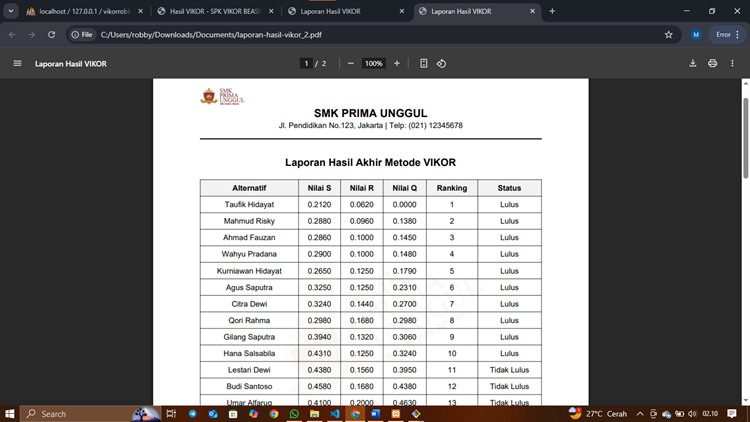 localhost / 127.0.0.1 / vikorrobb
Hasil VIKOR - SPK VIKOR BEASI
Laporan Hasil VIKOR
Laporan Hasil VIKOR
File C:/Users/robby/Downloads/Documents/laporan-hasil-vikor_2.pdf
M
Error
Laporan Hasil VIKOR
1 / 2
100%
SMK
PRIMA
UNGGUL
SMK PRIMA UNGGUL
Jl. Pendidikan No.123, Jakarta | Telp: (021) 12345678
Laporan Hasil Akhir Metode VIKOR
Alternatif Nilai S Nilai R Nilai Q Ranking Status
Taufik Hidayat 0.2120 0.0620 0.0000 1 Lulus
Mahmud Risky 0.2880 0.0960 0.1380 2 Lulus
Ahmad Fauzan 0.2860 0.1000 0.1450 3 Lulus
Wahyu Pradana 0.2900 0.1000 0.1480 4 Lulus
Kurniawan Hidayat 0.2650 0.1250 0.1790 5 Lulus
Agus Saputra 0.3250 0.1250 0.2310 6 Lulus
Citra Dewi 0.3240 0.1440 0.2700 7 Lulus
Qori Rahma 0.2980 0.1680 0.2980 8 Lulus
Gilang Saputra 0.3940 0.1320 0.3060 9 Lulus
Hana Salsabila 0.4310 0.1250 0.3240 10 Lulus
Lestari Dewi 0.4380 0.1560 0.3950 11 Tidak Lulus
Budi Santoso 0.4580 0.1680 0.4380 12 Tidak Lulus
Umar Alfaruq 0.4100 0.2000 0.4630 13 Tidak Lulus
Search
27°C Cerah
02.10